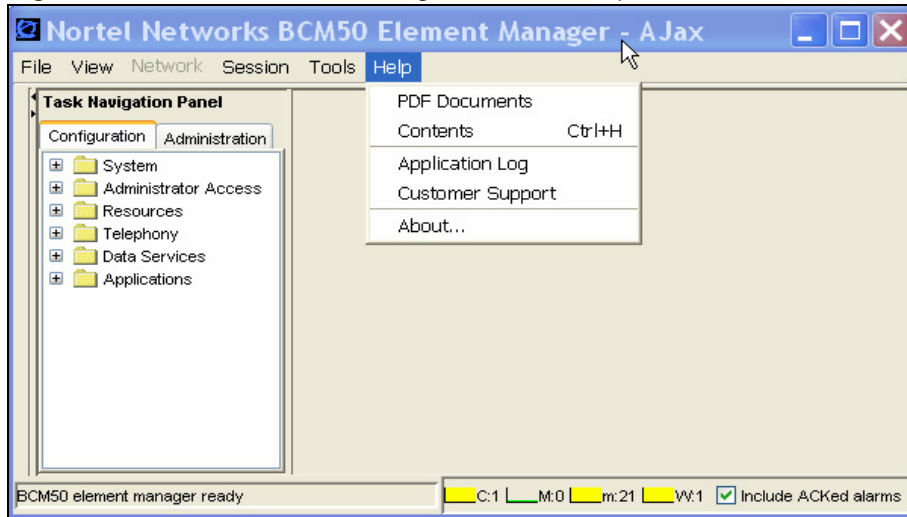 Nortel Networks BCM50 Element Manager - AJax
File View Network Session Tools Help
PDF Documents
Contents Ctrl+H
Application Log
Customer Support
About...
Task Navigation Panel
Configuration Administration
System
Administrator Access
Resources
Telephony
Data Services
Applications
BCM50 element manager ready
C:1 M:0 m:21 W:1 Include ACKed alarms